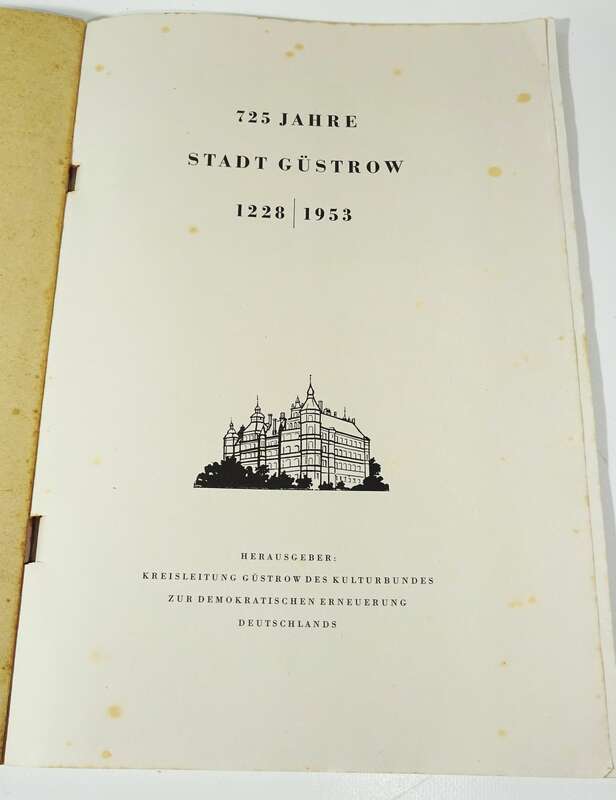 725 JAHRE
STADT GÜSTROW
1228 | 1953
HERAUSGEBER:
KREISLEITUNG GÜSTROW DES KULTURBUNDES
ZUR DEMOKRATISCHEN ERNEUERUNG
DEUTSCHLANDS